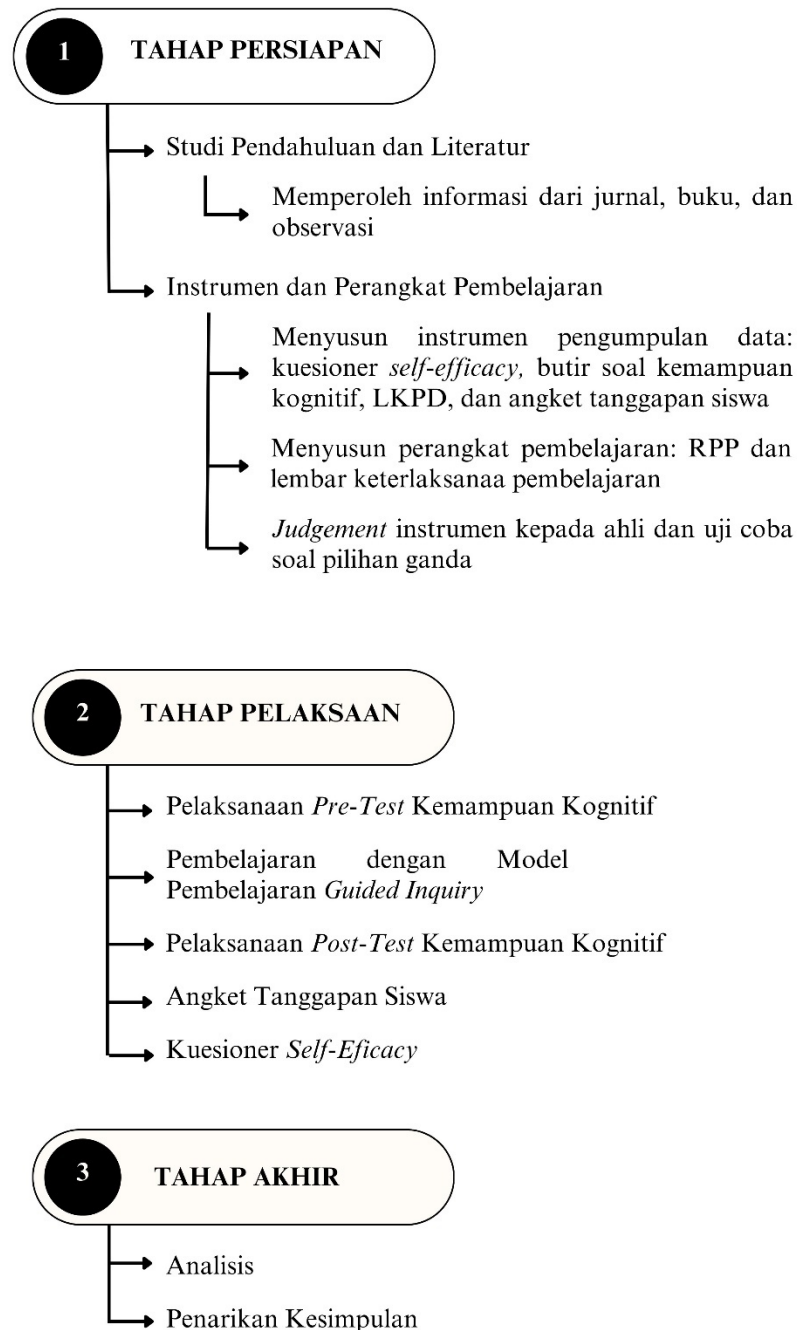 1 TAHAP PERSIAPAN
Studi Pendahuluan dan Literatur
Memperoleh informasi dari jurnal, buku, dan
observasi
Instrumen dan Perangkat Pembelajaran
Menyusun instrumen pengumpulan data:
kuesioner self-efficacy, butir soal kemampuan
kognitif, LKPD, dan angket tanggapan siswa
Menyusun perangkat pembelajaran: RPP dan
lembar keterlaksanaa pembelajaran
Judgement instrumen kepada ahli dan uji coba
soal pilihan ganda
2 TAHAP PELAKSAAN
Pelaksanaan Pre-Test Kemampuan Kognitif
Pembelajaran dengan Model
Pembelajaran Guided Inquiry
Pelaksanaan Post-Test Kemampuan Kognitif
Angket Tanggapan Siswa
Kuesioner Self-Eficacy
3 TAHAP AKHIR
Analisis
Penarikan Kesimpulan